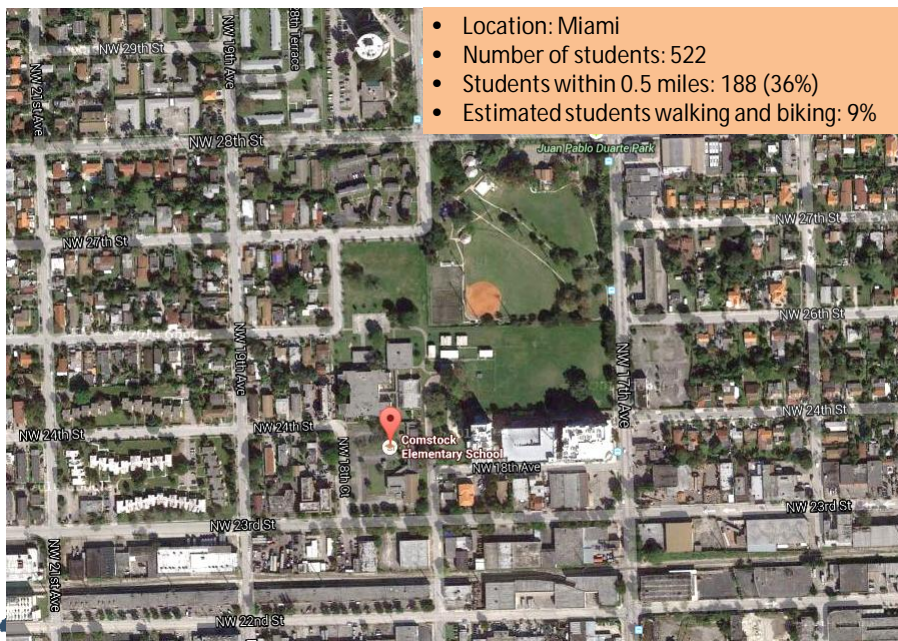 • Location: Miami
• Number of students: 522
• Students within 0.5 miles: 188 (36%)
• Estimated students walking and biking: 9%
NW 29th St
NW 19th Ave
28th Terrace
NW 21st Ave
NW 28th St
Juan Pablo Duarte Park
NW 27th St
NW 27th St
NW 26th St
NW 19th Ave
NW 17th Ave
NW 24th St
NW 24th St
NW 24th St
NW 18th Ct
Comstock
Elementary School
NW 18th Ave
NW 23rd St
NW 23rd St
NW 21st Ave
NW 22nd St